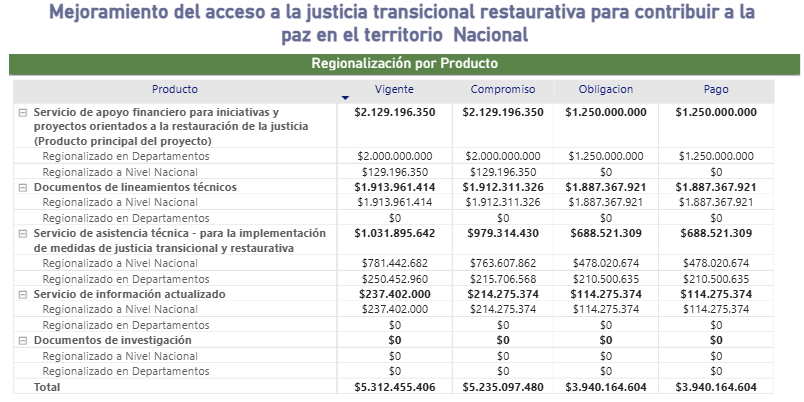 Mejoramiento del acceso a la justicia transicional restaurativa para contribuir a la
paz en el territorio Nacional
Regionalización por Producto
Producto Vigente Compromiso Obligacion Pago
Servicio de apoyo financiero para iniciativas y $2.129.196.350 $2.129.196.350 $1.250.000.000 $1.250.000.000
proyectos orientados a la restauración de la justicia
(Producto principal del proyecto)
Regionalizado en Departamentos $2.000.000.000 $2.000.000.000 $1.250.000.000 $1.250.000.000
Regionalizado a Nivel Nacional $129.196.350 $129.196.350 $0 $0
Documentos de lineamientos técnicos $1.913.961.414 $1.912.311.326 $1.887.367.921 $1.887.367.921
Regionalizado a Nivel Nacional $1.913.961.414 $1.912.311.326 $1.887.367.921 $1.887.367.921
Regionalizado en Departamentos $0 $0 $0 $0
Servicio de asistencia técnica - para la implementación $1.031.895.642 $979.314.430 $688.521.309 $688.521.309
de medidas de justicia transicional y restaurativa
Regionalizado a Nivel Nacional $781.442.682 $763.607.862 $478.020.674 $478.020.674
Regionalizado en Departamentos $250.452.960 $215.706.568 $210.500.635 $210.500.635
Servicio de información actualizado $237.402.000 $214.275.374 $114.275.374 $114.275.374
Regionalizado a Nivel Nacional $237.402.000 $214.275.374 $114.275.374 $114.275.374
Regionalizado en Departamentos $0 $0 $0 $0
Documentos de investigación $0 $0 $0 $0
Regionalizado a Nivel Nacional $0 $0 $0 $0
Regionalizado en Departamentos $0 $0 $0 $0
Total $5.312.455.406 $5.235.097.480 $3.940.164.604 $3.940.164.604